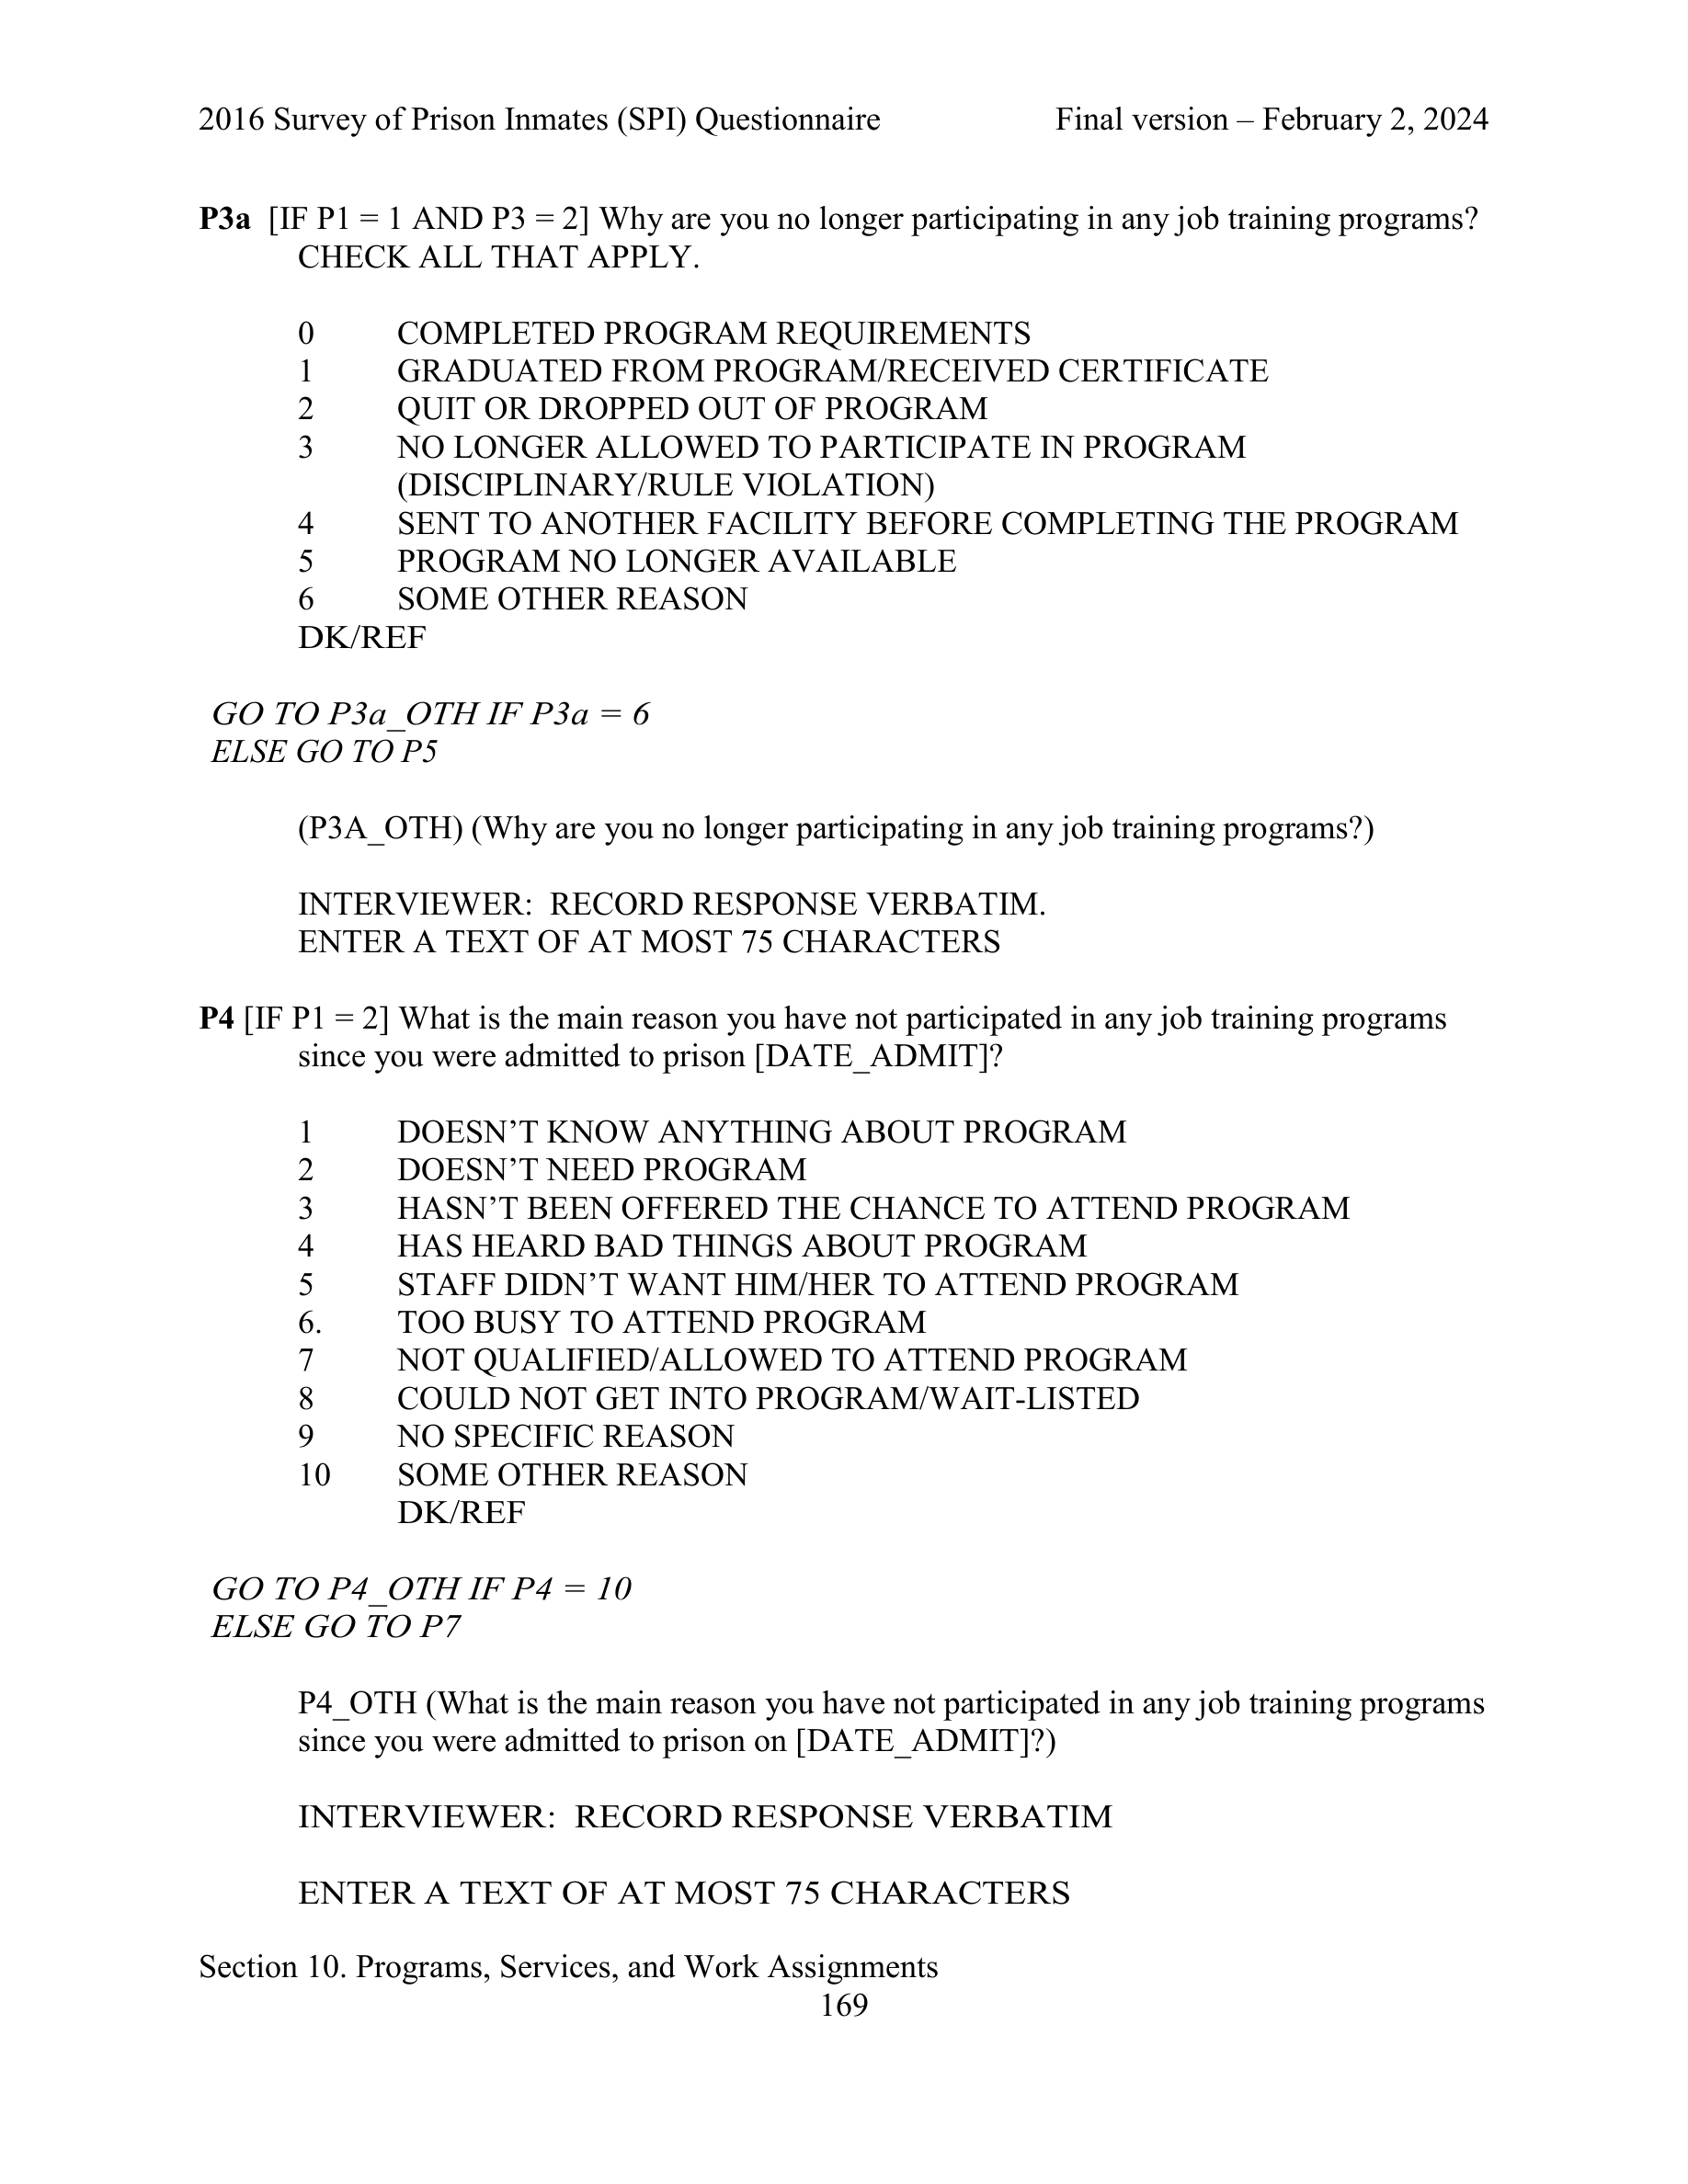 2016 Survey of Prison Inmates (SPI) Questionnaire Final version – February 2, 2024
P3a [IF P1 = 1 AND P3 = 2] Why are you no longer participating in any job training programs?
CHECK ALL THAT APPLY.
0 COMPLETED PROGRAM REQUIREMENTS
1 GRADUATED FROM PROGRAM/RECEIVED CERTIFICATE
2 QUIT OR DROPPED OUT OF PROGRAM
3 NO LONGER ALLOWED TO PARTICIPATE IN PROGRAM
(DISCIPLINARY/RULE VIOLATION)
4 SENT TO ANOTHER FACILITY BEFORE COMPLETING THE PROGRAM
5 PROGRAM NO LONGER AVAILABLE
6 SOME OTHER REASON
DK/REF
GO TO P3a_OTH IF P3a = 6
ELSE GO TO P5
(P3A_OTH) (Why are you no longer participating in any job training programs?)
INTERVIEWER: RECORD RESPONSE VERBATIM.
ENTER A TEXT OF AT MOST 75 CHARACTERS
P4 [IF P1 = 2] What is the main reason you have not participated in any job training programs
since you were admitted to prison [DATE_ADMIT]?
1 DOESN’T KNOW ANYTHING ABOUT PROGRAM
2 DOESN’T NEED PROGRAM
3 HASN’T BEEN OFFERED THE CHANCE TO ATTEND PROGRAM
4 HAS HEARD BAD THINGS ABOUT PROGRAM
5 STAFF DIDN’T WANT HIM/HER TO ATTEND PROGRAM
6. TOO BUSY TO ATTEND PROGRAM
7 NOT QUALIFIED/ALLOWED TO ATTEND PROGRAM
8 COULD NOT GET INTO PROGRAM/WAIT-LISTED
9 NO SPECIFIC REASON
10 SOME OTHER REASON
DK/REF
GO TO P4_OTH IF P4 = 10
ELSE GO TO P7
P4_OTH (What is the main reason you have not participated in any job training programs
since you were admitted to prison on [DATE_ADMIT]?)
INTERVIEWER: RECORD RESPONSE VERBATIM
ENTER A TEXT OF AT MOST 75 CHARACTERS
Section 10. Programs, Services, and Work Assignments
169